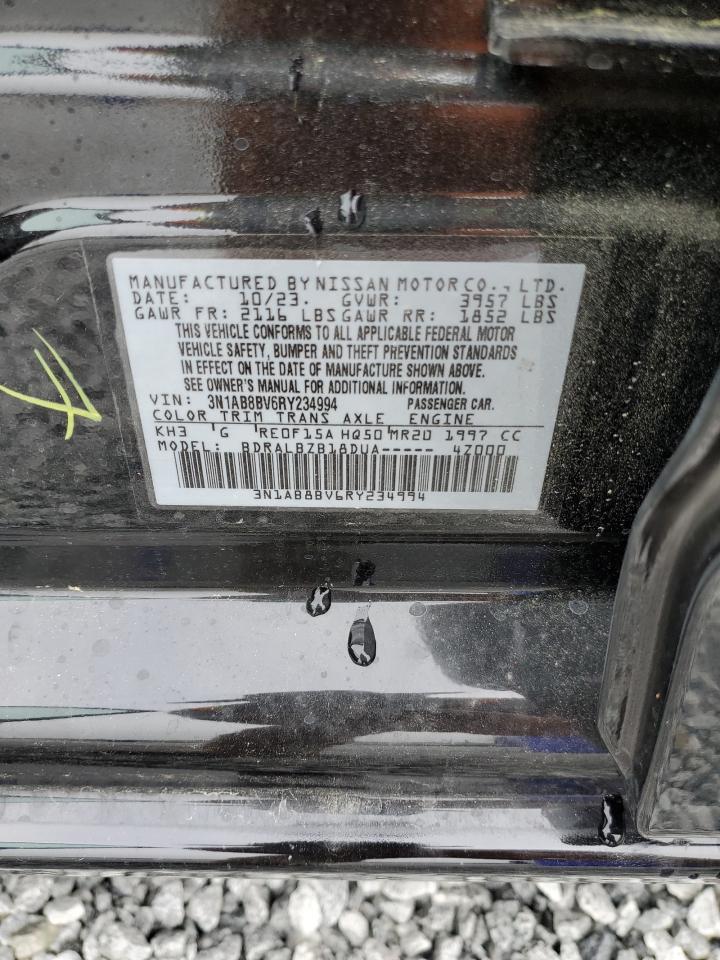 MANUFACTURED BY NISSAN MOTOR CO., LTD.
DATE: 10/23. GVWR: 3957 LBS
GAWR FR: 2116 LBS GAWR RR: 1852 LBS
THIS VEHICLE CONFORMS TO ALL APPLICABLE FEDERAL MOTOR
VEHICLE SAFETY, BUMPER AND THEFT PREVENTION STANDARDS
IN EFFECT ON THE DATE OF MANUFACTURE SHOWN ABOVE.
SEE OWNER'S MANUAL FOR ADDITIONAL INFORMATION
VIN: 3N1AB8BV6RY234994 PASSENGER CAR.
COLOR TRIM TRANS AXLE ENGINE
KH3 'G 'RE0F15A HQ50 MR20 1997 CC
MODEL: BDRALBZB18DUA----- 4Z000
3N1AB8BV6RY234994